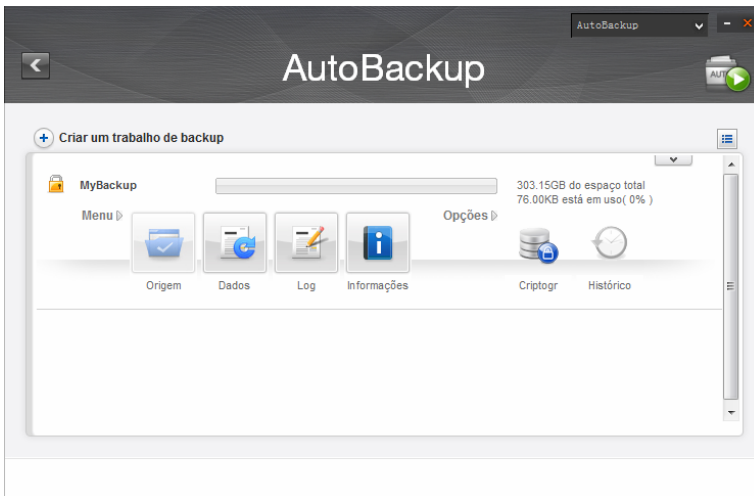 AutoBackup
AutoBackup
AUTO
Criar um trabalho de backup
MyBackup
303.15GB do espaço total
76.00KB está em uso( 0% )
Menu
Opções
Origem
Dados
Log
Informações
Criptogr
Histórico